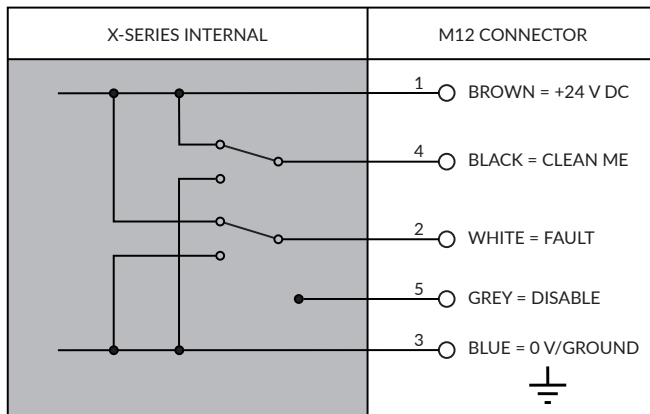 X-SERIES INTERNAL
M12 CONNECTOR
1 BROWN = +24 V DC
4 BLACK = CLEAN ME
2 WHITE = FAULT
5 GREY = DISABLE
3 BLUE = 0 V/GROUND